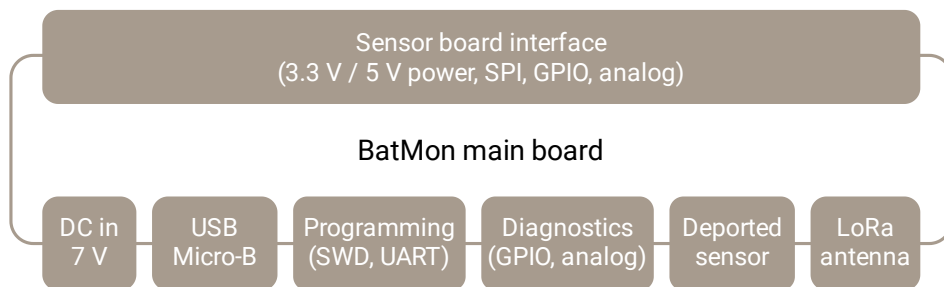 Sensor board interface
(3.3 V / 5 V power, SPI, GPIO, analog)
BatMon main board
DC in
7 V
USB
Micro-B
Programming
(SWD, UART)
Diagnostics
(GPIO, analog)
Deported
sensor
LoRa
antenna